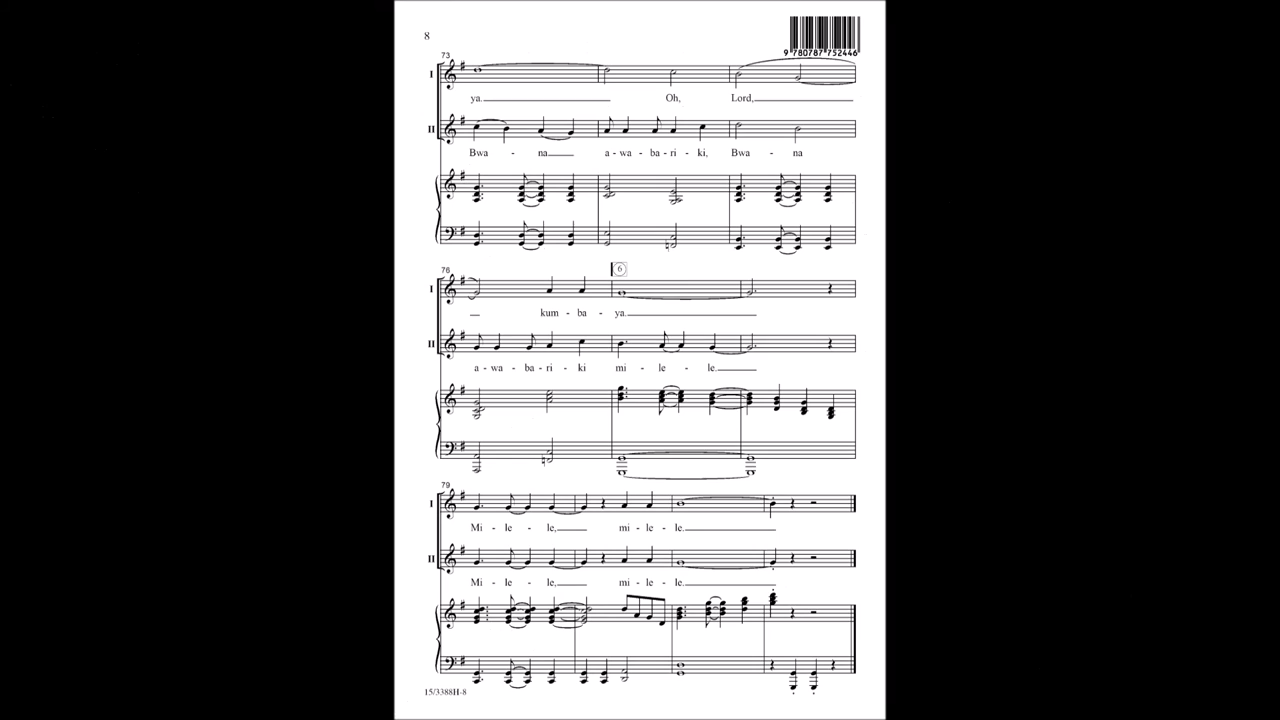 8
9 780787 752446
73
I
ya. Oh, Lord,
II
Bwa - na a - wa - ba - ri - ki, Bwa - na
76
6
I
kum - ba - ya.
II
a - wa - ba - ri - ki mi - le - le.
79
I
Mi - le - le, mi - le - le.
II
Mi - le - le, mi - le - le.
15/3388H-8